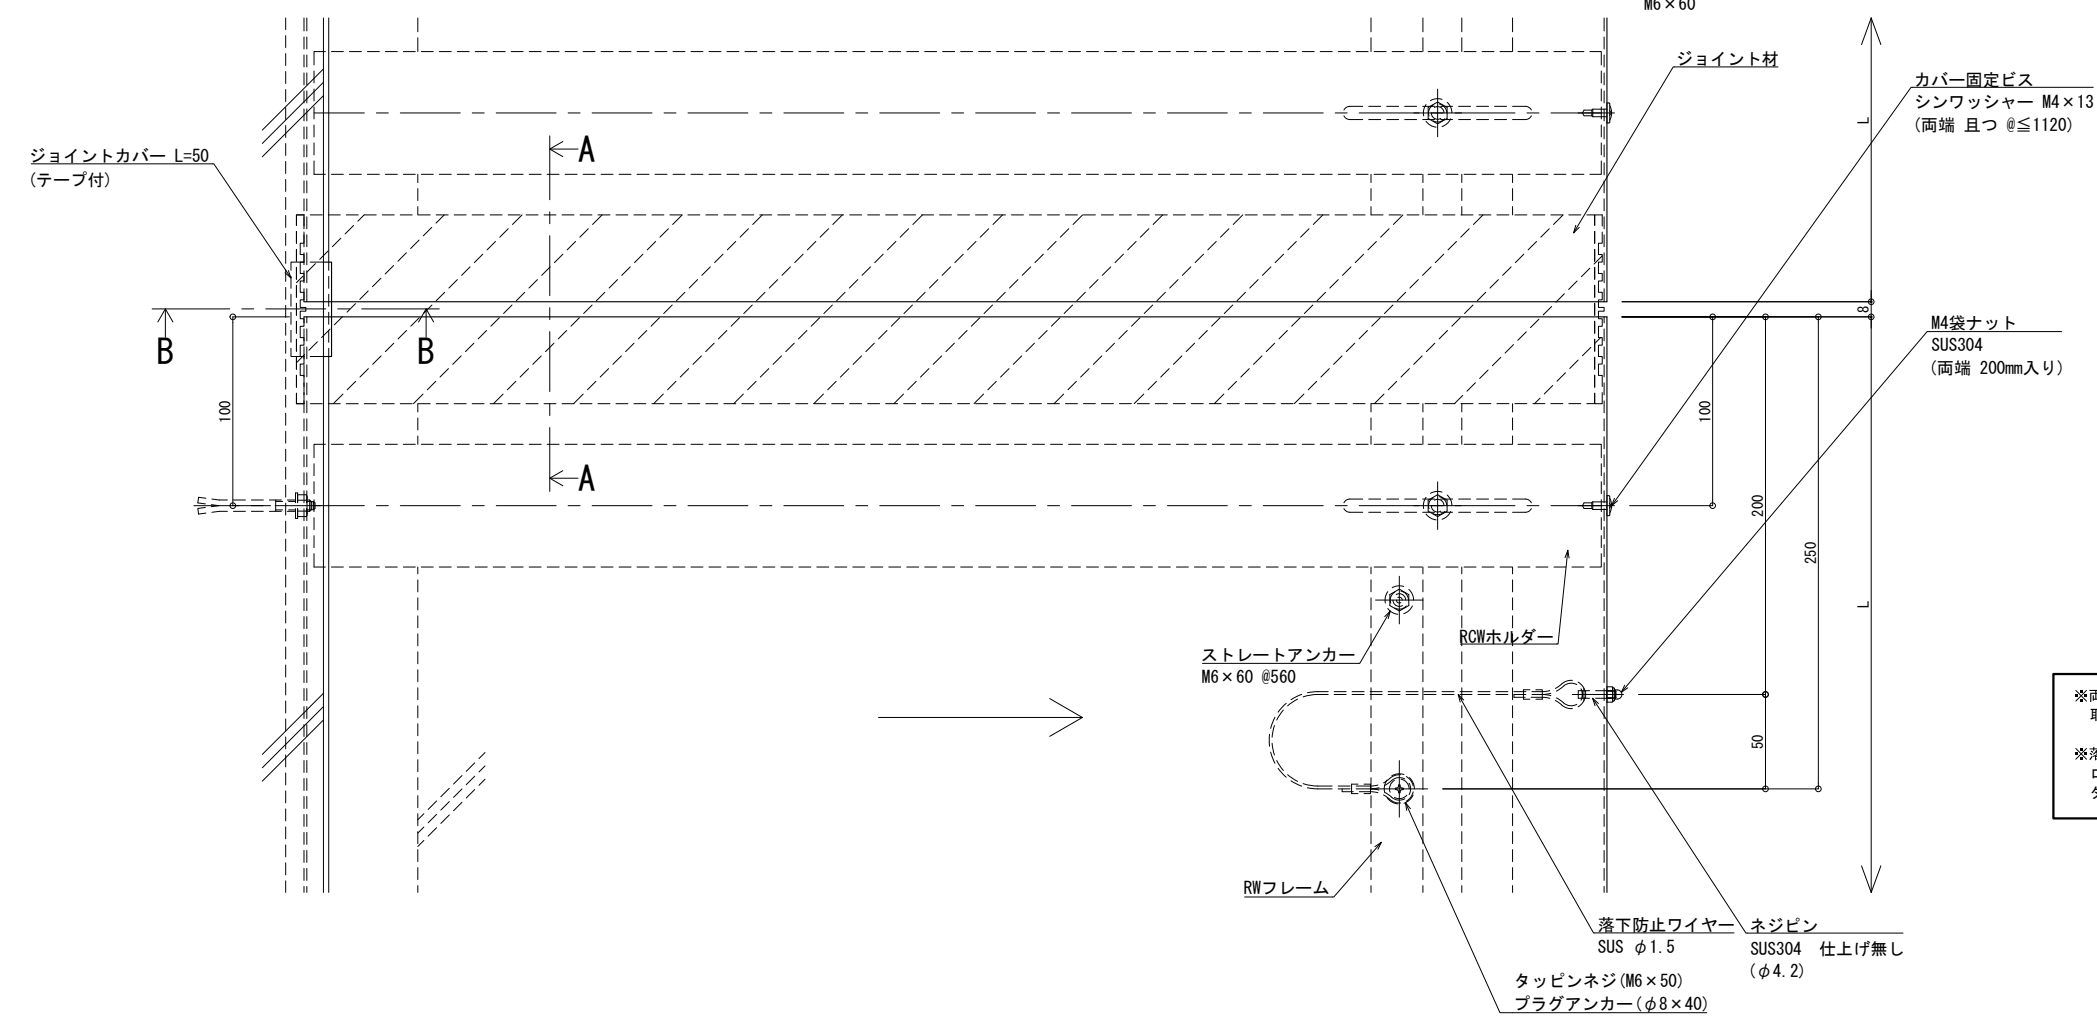 M6×60
ジョイント材
カバー固定ビス
シンワッシャー M4×13
(両端 且つ @≦1120)
ジョイントカバー L=50
(テープ付)
A
A
B
B
100
L
8
100
200
250
50
L
M4袋ナット
SUS304
(両端 200mm入り)
ストレートアンカー
M6×60 @560
RCWホルダー
RWフレーム
落下防止ワイヤー
SUS φ1.5
ネジピン
SUS304 仕上げ無し
(φ4.2)
タッピンネジ(M6×50)
プラグアンカー(φ8×40)